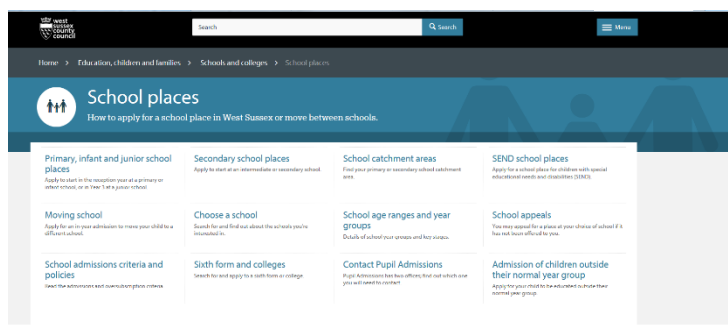 west
sussex
county
council
Search
Search
Menu
Home > Education, children and families > Schools and colleges > School places
School places
How to apply for a school place in West Sussex or move between schools.
Primary, infant and junior school
places
Apply to start in the reception year at a primary or
infant school, or in Year 3 at a junior school.
Secondary school places
Apply to start at an intermediate or secondary school.
School catchment areas
Find your primary or secondary school catchment
area.
SEND school places
Apply for a school place for children with special
educational needs and disabilities (SEND).
Moving school
Apply for an in-year admission to move your child to a
different school.
Choose a school
Search for and find out about the schools you're
interested in.
School age ranges and year
groups
Details of school year groups and key stages.
School appeals
You may appeal for a place at your choice of school if it
has not been offered to you.
School admissions criteria and
policies
Read the admissions and oversubscription criteria.
Sixth form and colleges
Search for and apply to a sixth form or college.
Contact Pupil Admissions
Pupil Admissions has two offices; find out which one
you will need to contact.
Admission of children outside
their normal year group
Apply for your child to be educated outside their
normal year group.